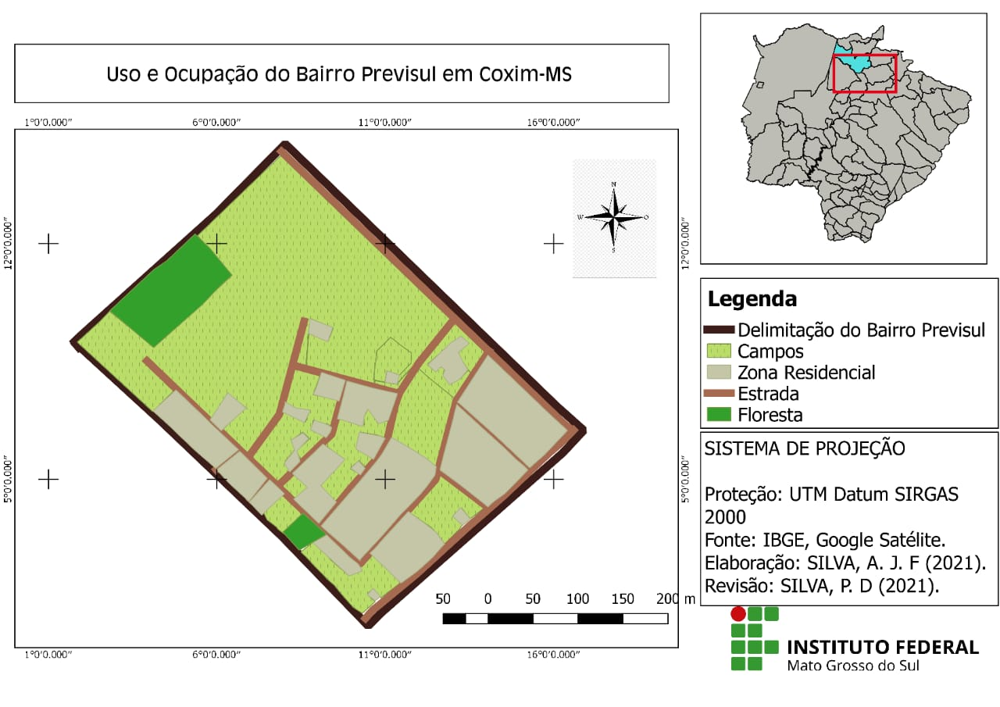 Uso e Ocupação do Bairro Previsul em Coxim-MS
1°0'0.000" 6°0'0.000" 11°0'0.000" 16°0'0.000"
12°0'0.000" 12°0'0.000"
N
W O
S
5°0'0.000" 5°0'0.000"
50 0 50 100 150 200 m
1°0'0.000" 6°0'0.000" 11°0'0.000" 16°0'0.000"
Legenda
Delimitação do Bairro Previsul
Campos
Zona Residencial
Estrada
Floresta
SISTEMA DE PROJEÇÃO
Proteção: UTM Datum SIRGAS
2000
Fonte: IBGE, Google Satélite.
Elaboração: SILVA, A. J. F (2021).
Revisão: SILVA, P. D (2021).
INSTITUTO FEDERAL
Mato Grosso do Sul